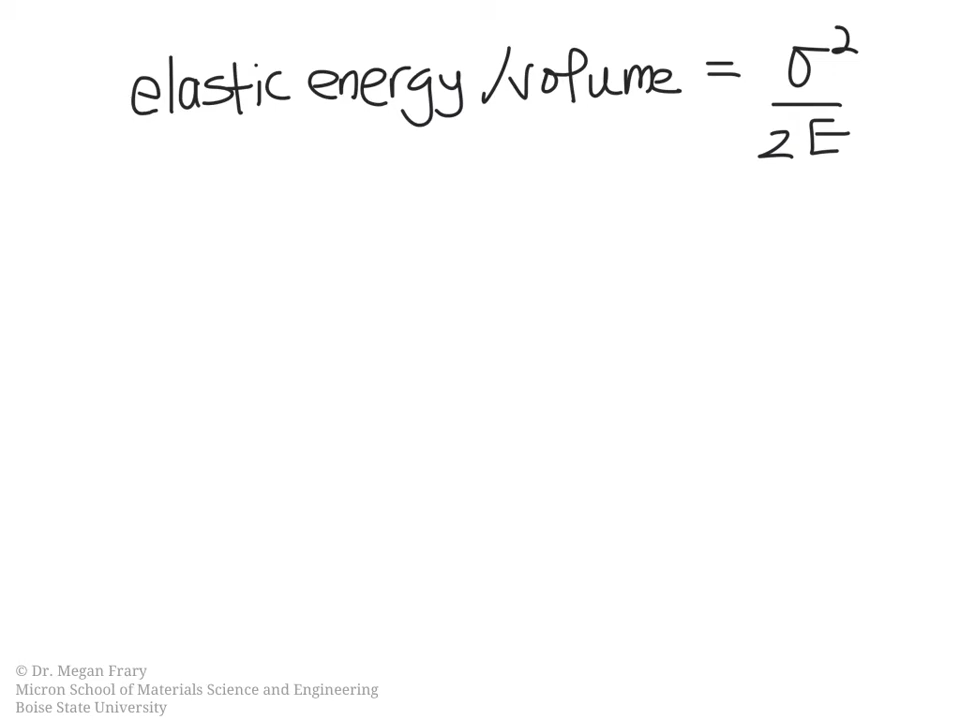 elastic energy /volume = σ²/2E
© Dr. Megan Frary
Micron School of Materials Science and Engineering
Boise State University